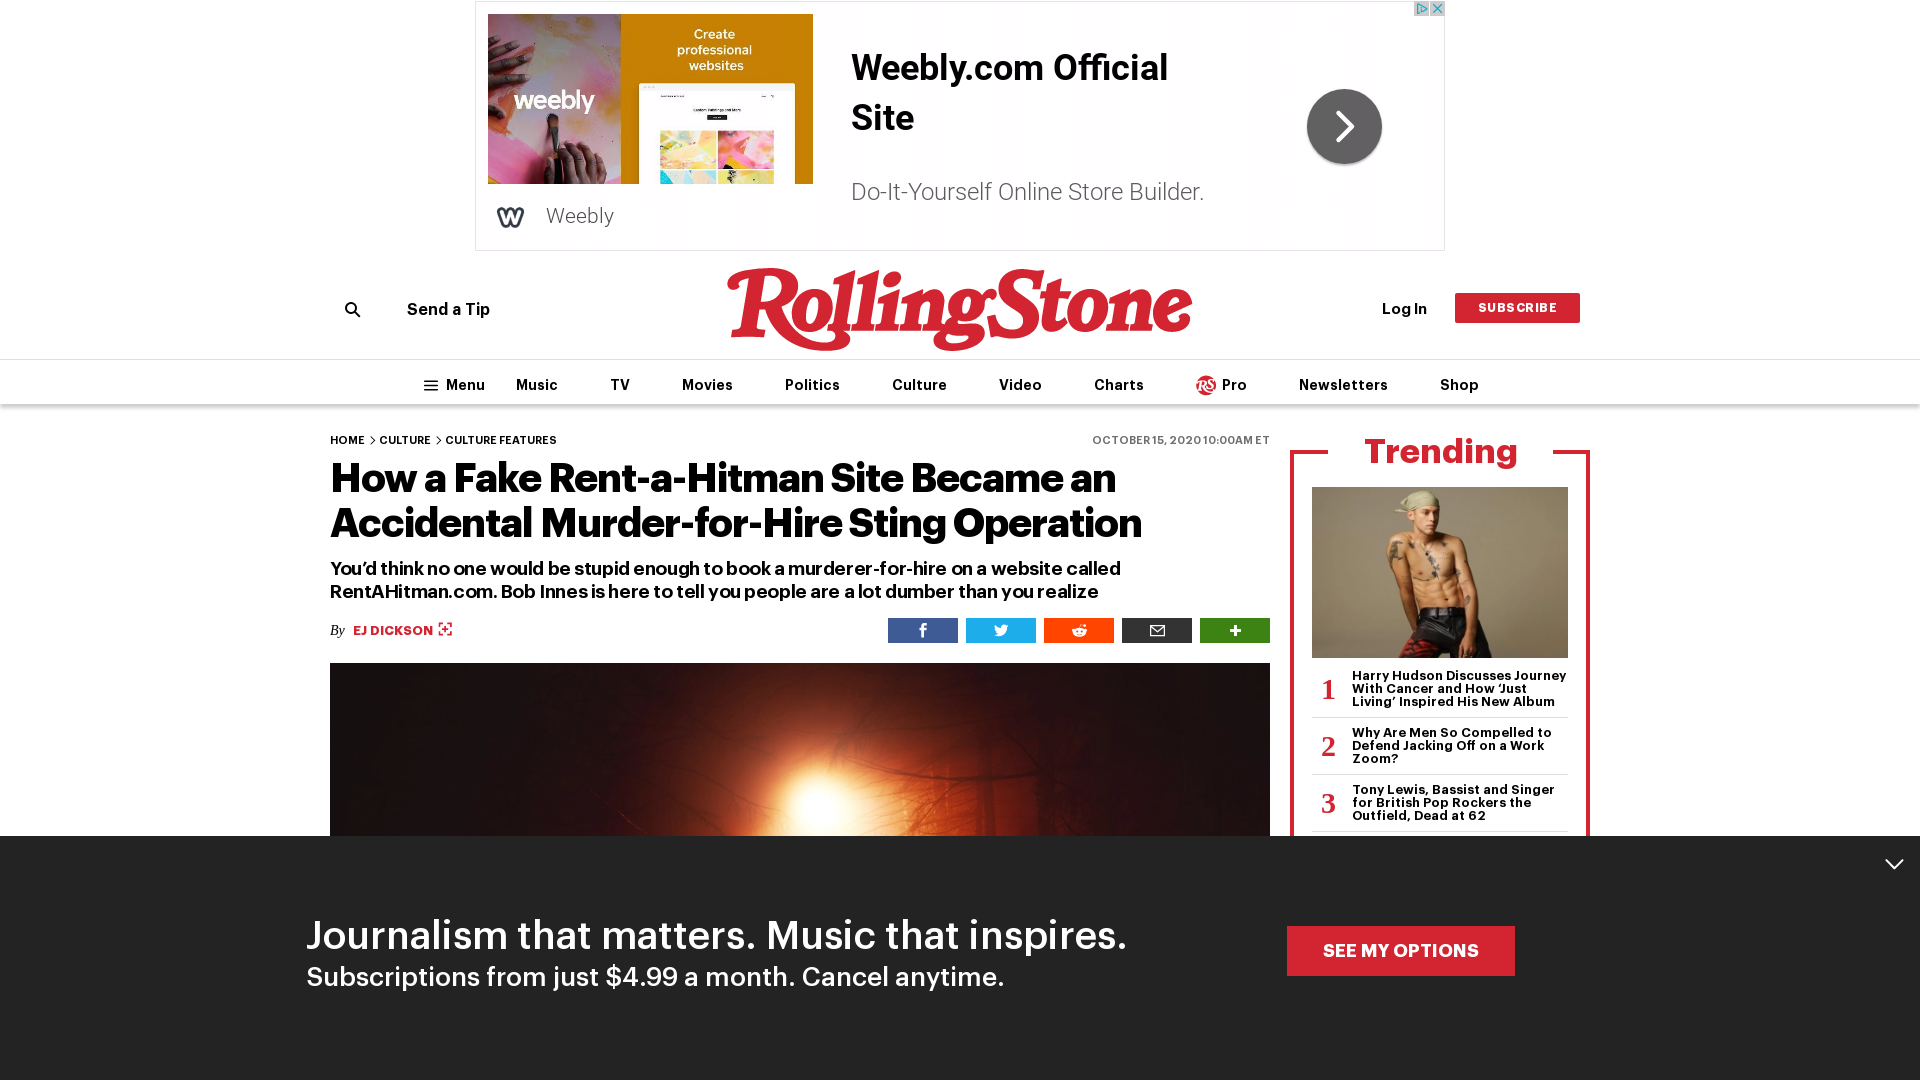 Create
professional
websites
weebly
Weebly.com Official
Site
Do-It-Yourself Online Store Builder.
Weebly
Send a Tip
RollingStone
Log In
SUBSCRIBE
Menu
Music
TV
Movies
Politics
Culture
Video
Charts
RS Pro
Newsletters
Shop
HOME
CULTURE
CULTURE FEATURES
OCTOBER 15, 2020 10:00AM ET
How a Fake Rent-a-Hitman Site Became an
Accidental Murder-for-Hire Sting Operation
You’d think no one would be stupid enough to book a murderer-for-hire on a website called
RentAHitman.com. Bob Innes is here to tell you people are a lot dumber than you realize
By EJ DICKSON
Trending
1
Harry Hudson Discusses Journey
With Cancer and How ‘Just
Living’ Inspired His New Album
2
Why Are Men So Compelled to
Defend Jacking Off on a Work
Zoom?
3
Tony Lewis, Bassist and Singer
for British Pop Rockers the
Outfield, Dead at 62
Journalism that matters. Music that inspires.
Subscriptions from just $4.99 a month. Cancel anytime.
SEE MY OPTIONS